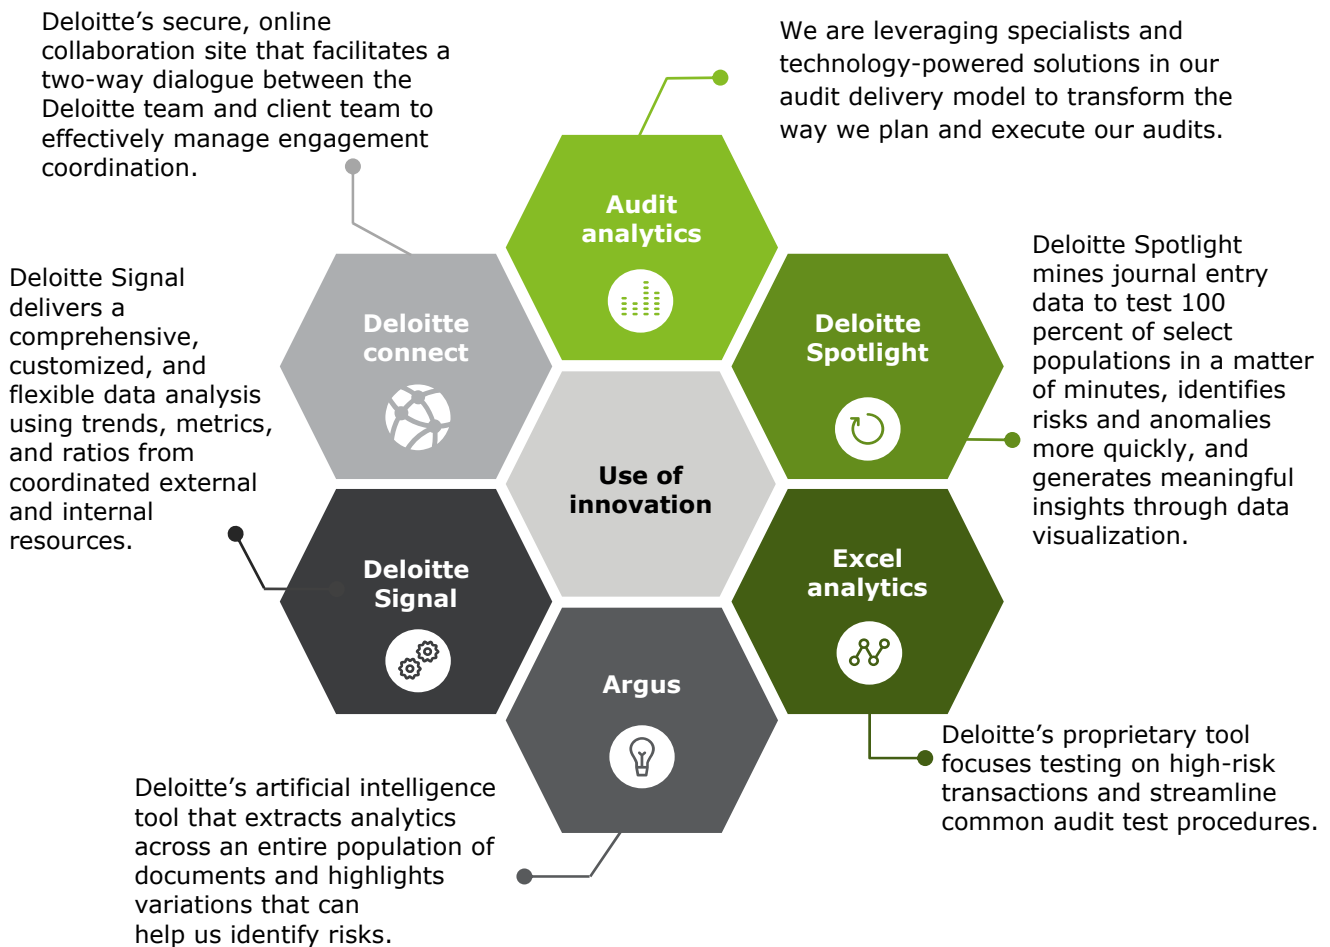 Deloitte’s secure, online
collaboration site that facilitates a
two-way dialogue between the
Deloitte team and client team to
effectively manage engagement
coordination.
We are leveraging specialists and
technology-powered solutions in our
audit delivery model to transform the
way we plan and execute our audits.
Audit
analytics
Deloitte
connect
Deloitte
Spotlight
Deloitte Spotlight
mines journal entry
data to test 100
percent of select
populations in a matter
of minutes, identifies
risks and anomalies
more quickly, and
generates meaningful
insights through data
visualization.
Deloitte Signal
delivers a
comprehensive,
customized, and
flexible data analysis
using trends, metrics,
and ratios from
coordinated external
and internal
resources.
Use of
innovation
Deloitte
Signal
Excel
analytics
Argus
Deloitte’s proprietary tool
focuses testing on high-risk
transactions and streamline
common audit test procedures.
Deloitte’s artificial intelligence
tool that extracts analytics
across an entire population of
documents and highlights
variations that can
help us identify risks.